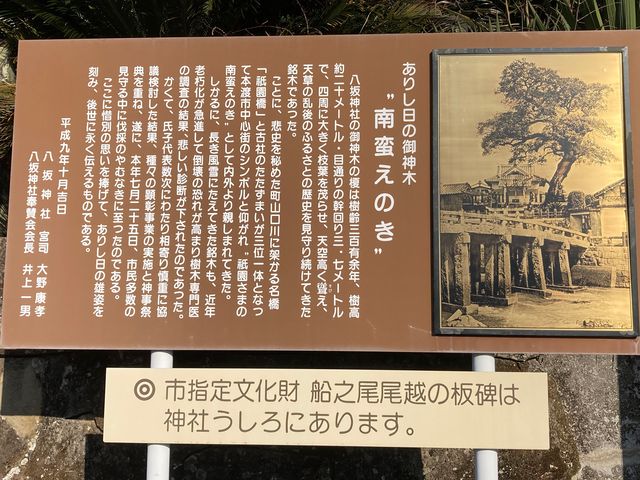 ありし日の御神木
"南蛮えのき"
八坂神社の御神木の榎は樹齢三百有余年、樹高
約二十メートル・目通りの幹回り三．七メートル
で、四周に大きく枝葉を茂らせ、天空高く聳え、
天草の乱後のふるさとの歴史を見守り続けてきた
銘木であった。
ことに、悲史を秘めた町山口川に架かる名橋
「祇園橋」と古社のたたずまいが三位一体となっ
て本渡市中心街のシンボルと仰がれ"祇園さまの
南蛮えのき"として内外より親しまれてきた。
しかるに、長き風雪にたえてきた銘木も、近年
老朽化が急進して倒壊の恐れが高まり樹木専門医
の調査の結果、悲しい診断が下されたのであった。
かくて、氏子代表数次にわたり相寄り慎重に協
議検討した結果、種々の顕彰事業の実施と神事祭
典を重ね、遂に、本年七月二十五日、市民多数の
見守る中に伐採のやむなきに至ったのである。
ここに惜別の思いを捧げて、ありし日の雄姿を
刻み、後世に永く伝えるものである。
平成九年十月吉日
八坂神社 宮司 大野康孝
八坂神社奉賛会会長 井上一男
◎市指定文化財 船之尾尾越の板碑は
神社うしろにあります。